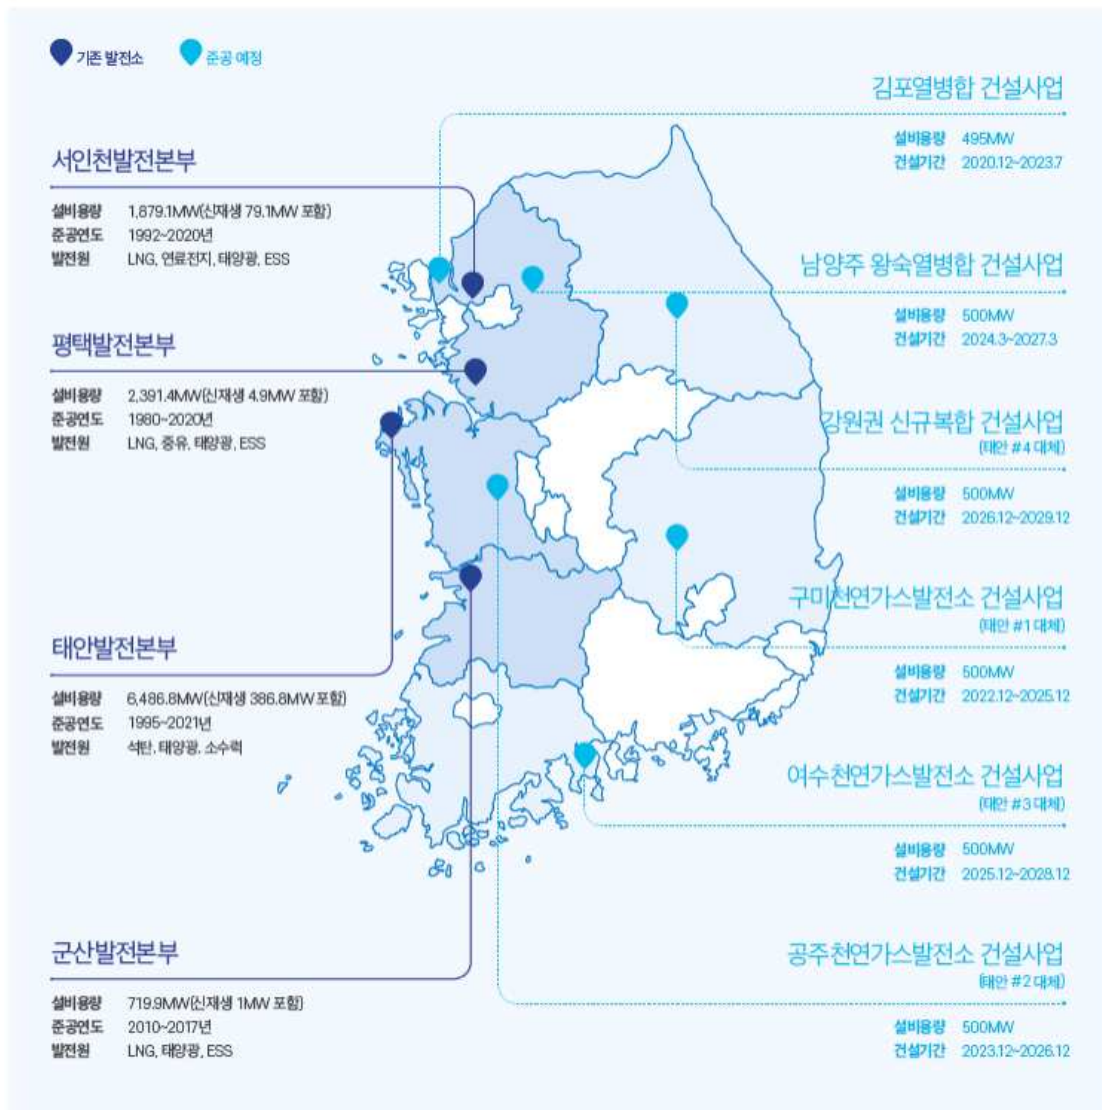 기존 발전소
준공 예정
서인천발전본부
설비용량 1,879.1MW(신재생 79.1MW 포함)
준공연도 1992~2020년
발전원 LNG, 연료전지, 태양광, ESS
평택발전본부
설비용량 2,391.4MW(신재생 4.9MW 포함)
준공연도 1980~2020년
발전원 LNG, 중유, 태양광, ESS
태안발전본부
설비용량 6,486.8MW(신재생 386.8MW 포함)
준공연도 1995~2021년
발전원 석탄, 태양광, 소수력
군산발전본부
설비용량 719.9MW(신재생 1MW 포함)
준공연도 2010~2017년
발전원 LNG, 태양광, ESS
김포열병합 건설사업
설비용량 495MW
건설기간 2020.12~2023.7
남양주 왕숙열병합 건설사업
설비용량 500MW
건설기간 2024.3~2027.3
강원권 신규복합 건설사업
(태안 #4 대체)
설비용량 500MW
건설기간 2026.12~2029.12
구미천연가스발전소 건설사업
(태안 #1 대체)
설비용량 500MW
건설기간 2022.12~2025.12
여수천연가스발전소 건설사업
(태안 #3 대체)
설비용량 500MW
건설기간 2025.12~2028.12
공주천연가스발전소 건설사업
(태안 #2 대체)
설비용량 500MW
건설기간 2023.12~2026.12